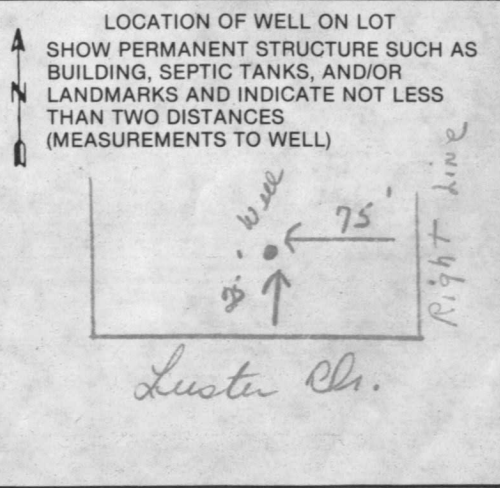 LOCATION OF WELL ON LOT
SHOW PERMANENT STRUCTURE SUCH AS
BUILDING, SEPTIC TANKS, AND/OR
LANDMARKS AND INDICATE NOT LESS
THAN TWO DISTANCES
(MEASUREMENTS TO WELL)
N
Well
75'
Right Line
Luster